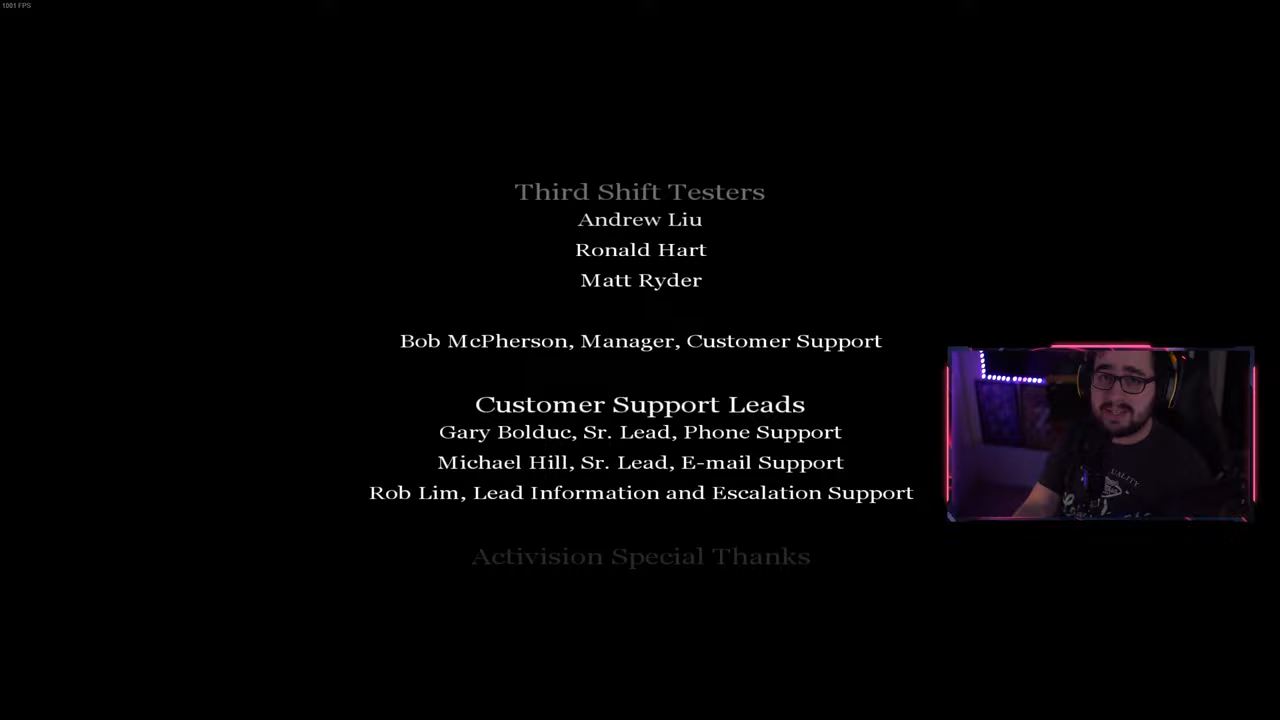 1001 FPS
Third Shift Testers
Andrew Liu
Ronald Hart
Matt Ryder
Bob McPherson, Manager, Customer Support
Customer Support Leads
Gary Bolduc, Sr. Lead, Phone Support
Michael Hill, Sr. Lead, E-mail Support
Rob Lim, Lead Information and Escalation Support
Activision Special Thanks